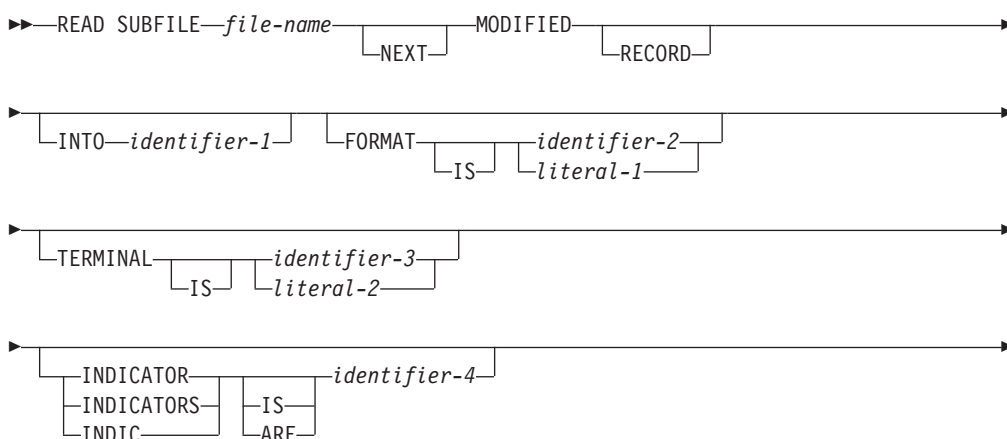 READ SUBFILE file-name MODIFIED
NEXT RECORD
INTO identifier-1 FORMAT identifier-2
IS literal-1
TERMINAL identifier-3
IS literal-2
INDICATOR identifier-4
INDICATORS IS
INDIC ARE